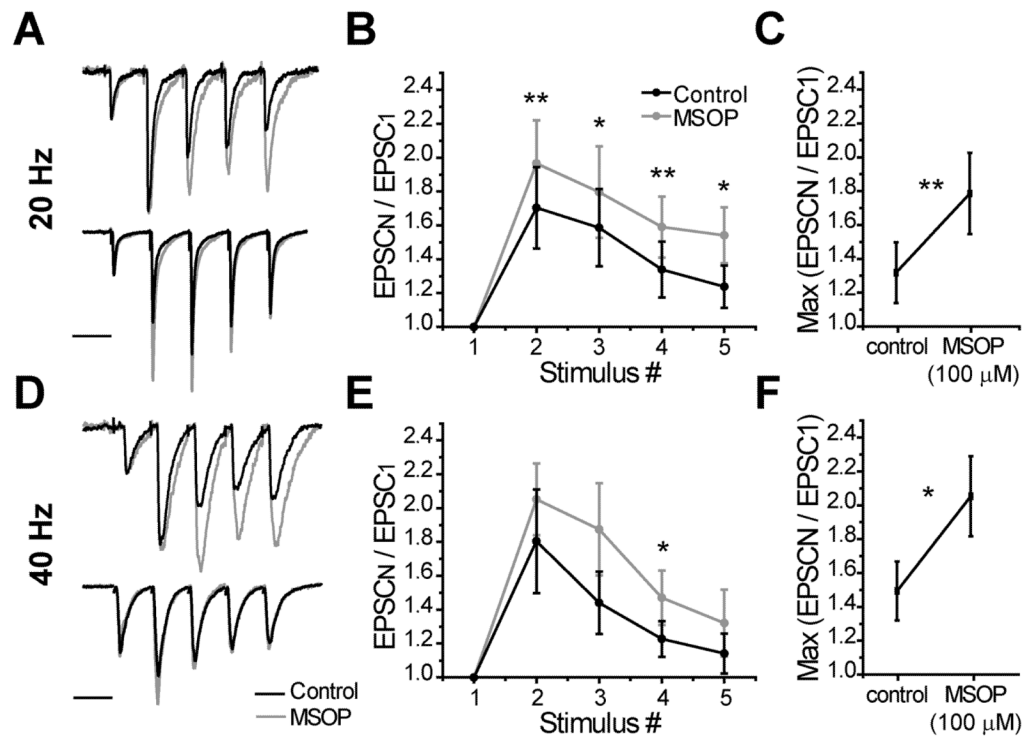 A
20 Hz
B
EPSCN / EPSC1
2.4
2.2
2.0
1.8
1.6
1.4
1.2
1.0
**
*
**
*
Control
MSOP
1 2 3 4 5
Stimulus #
C
Max (EPSCN / EPSC1)
2.4
2.2
2.0
1.8
1.6
1.4
1.2
1.0
**
control MSOP
(100 μM)
D
40 Hz
Control
MSOP
E
EPSCN / EPSC1
2.4
2.2
2.0
1.8
1.6
1.4
1.2
1.0
*
1 2 3 4 5
Stimulus #
F
Max (EPSCN / EPSC1)
2.4
2.2
2.0
1.8
1.6
1.4
1.2
1.0
*
control MSOP
(100 μM)